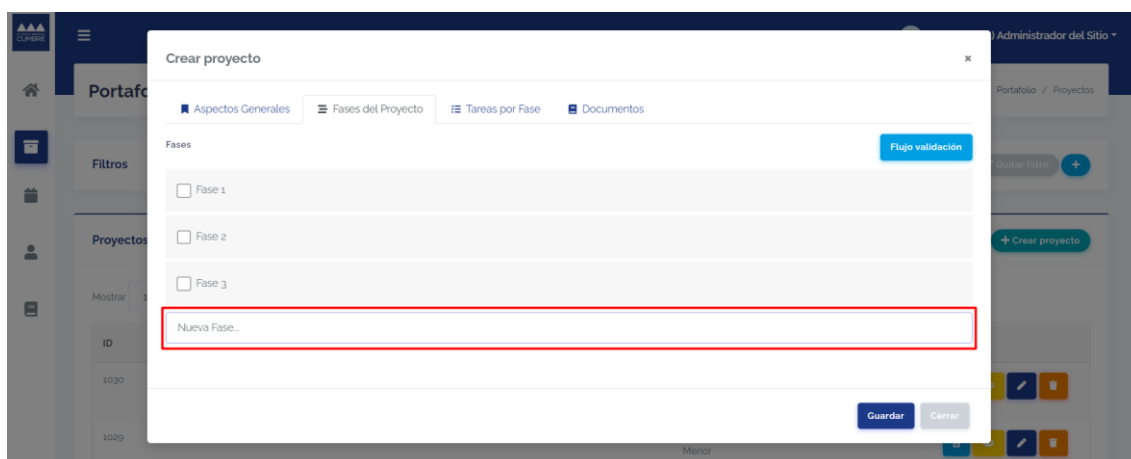 CUMBRE
) Administrador del Sitio
Crear proyecto
×
Portafo
Portafolio / Proyectos
Aspectos Generales
Fases del Proyecto
Tareas por Fase
Documentos
Fases
Flujo validación
Filtros
Quitar filtro
+
Fase 1
Fase 2
Proyectos
+ Crear proyecto
Fase 3
Mostrar 1
Nueva Fase...
ID
1030
Guardar
Cerrar
1029
Menor